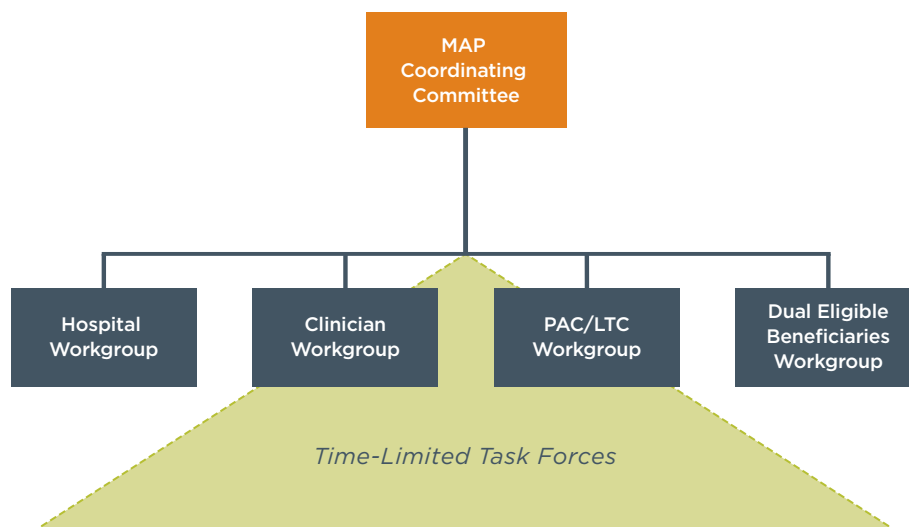 MAP
Coordinating
Committee
Hospital
Workgroup
Clinician
Workgroup
PAC/LTC
Workgroup
Dual Eligible
Beneficiaries
Workgroup
Time-Limited Task Forces